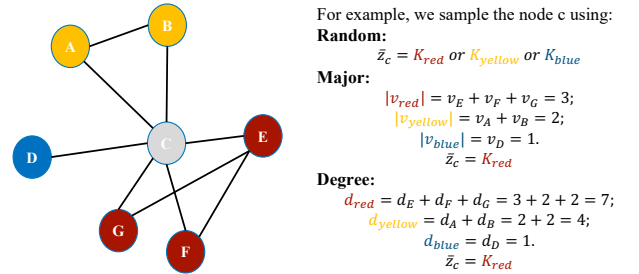 A
B
C
D
E
G
F
For example, we sample the node c using:
Random:
z̄_c = K_red or K_yellow or K_blue
Major:
|v_red| = v_E + v_F + v_G = 3;
|v_yellow| = v_A + v_B = 2;
|v_blue| = v_D = 1.
z̄_c = K_red
Degree:
d_red = d_E + d_F + d_G = 3 + 2 + 2 = 7;
d_yellow = d_A + d_B = 2 + 2 = 4;
d_blue = d_D = 1.
z̄_c = K_red